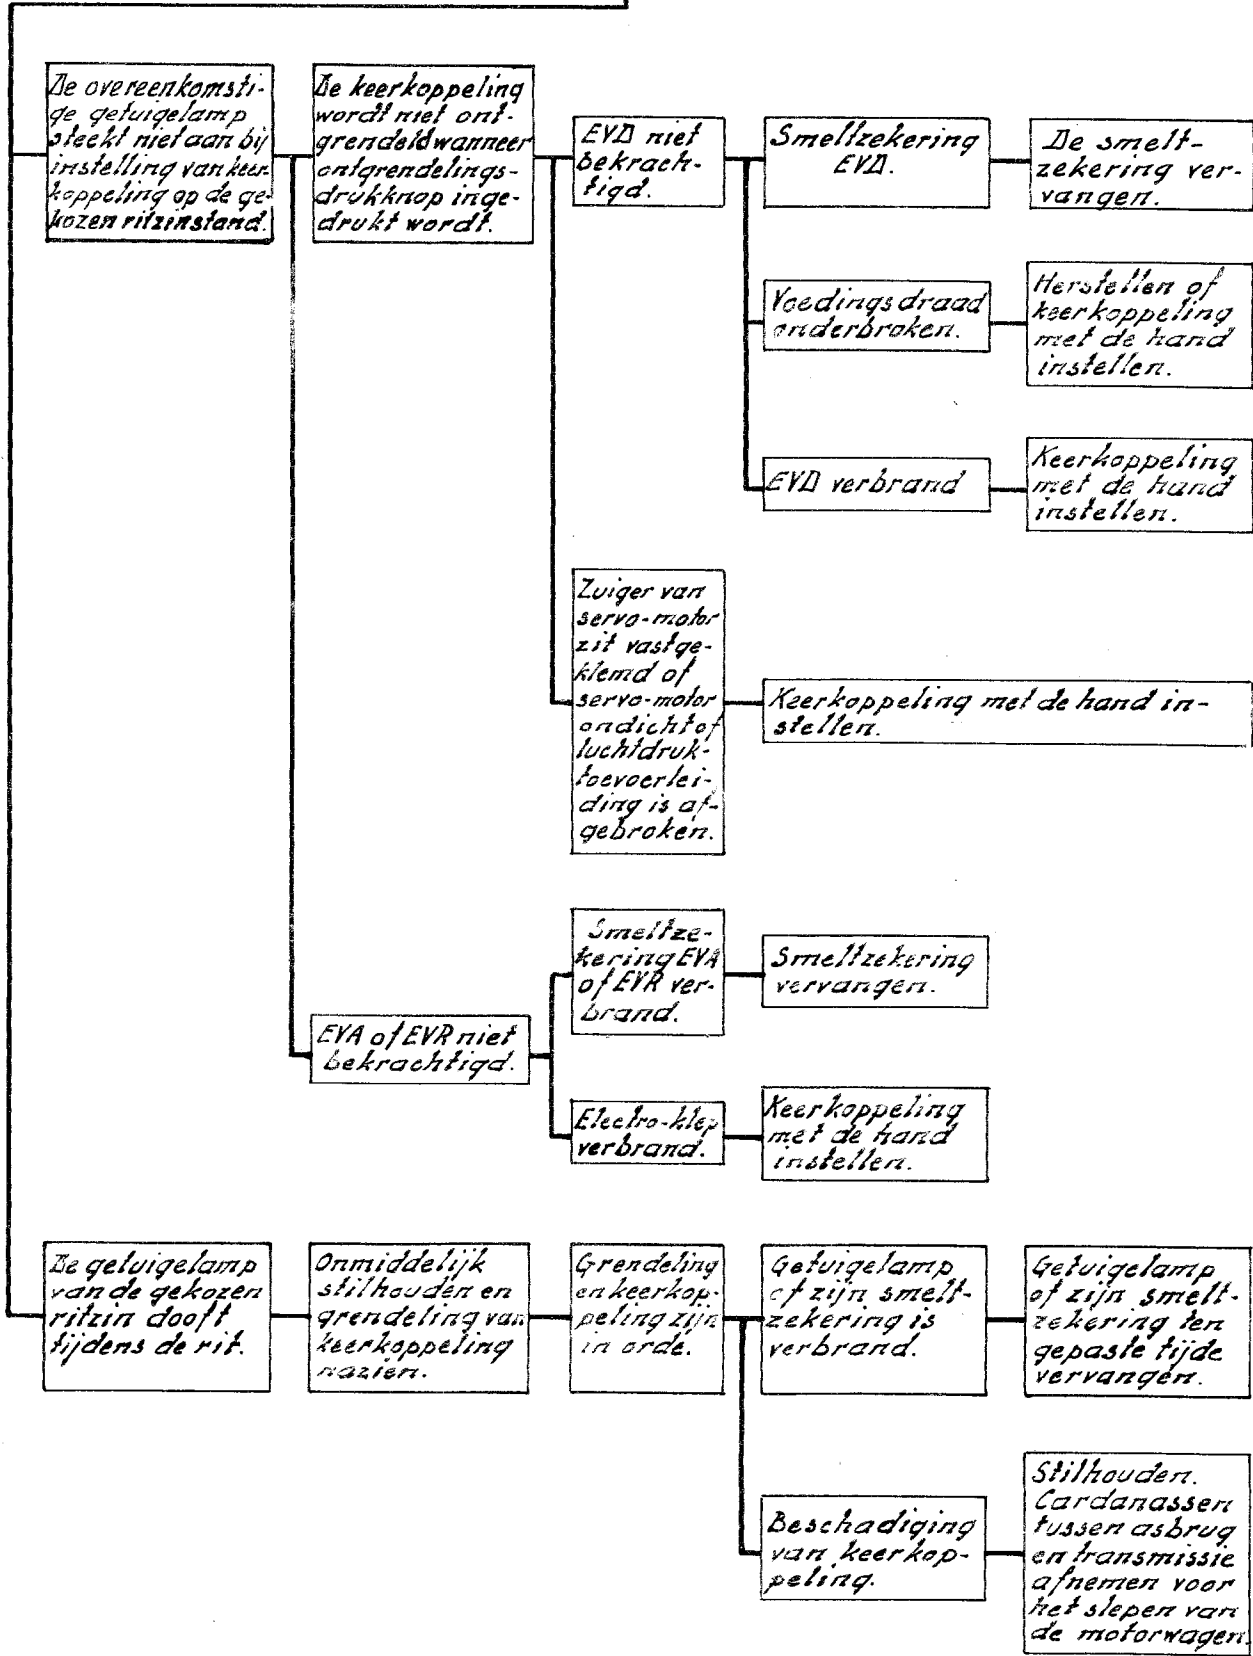 De overeenkomsti-
ge getuigelamp
steekt niet aan bij
instelling van keer
koppeling op de ge-
kozen ritzinstand.
De keerkoppeling
wordt niet ont-
grendeld wanneer
ontgrendelings-
drukknop inge-
drukt wordt.
EVD niet
bekrach-
tigd.
Smeltzekering
EVD.
De smelt-
zekering ver-
vangen.
Voedingsdraad
onderbroken.
Herstellen of
keerkoppeling
met de hand
instellen.
EVD verbrand
Keerkoppeling
met de hand
instellen.
Zuiger van
servo-motor
zit vastge-
klemd of
servo-motor
ondicht of
luchtdruk-
toevoerlei-
ding is af-
gebroken.
Keerkoppeling met de hand in-
stellen.
EVA of EVR niet
bekrachtigd.
Smeltze-
kering EVA
of EVR ver-
brand.
Smeltzekering
vervangen.
Electro-klep
verbrand.
Keerkoppeling
met de hand
instellen.
De getuigelamp
van de gekozen
ritzin dooft
tijdens de rit.
Onmiddelijk
stilhouden en
grendeling van
keerkoppeling
nazien.
Grendeling
en keerkop-
peling zijn
in orde.
Getuigelamp
of zijn smelt-
zekering is
verbrand.
Getuigelamp
of zijn smelt-
zekering ten
gepaste tijde
vervangen.
Beschadiging
van keerkop-
peling.
Stilhouden.
Cardanassen
tussen asbrug
en transmissie
afnemen voor
het slepen van
de motorwagen.